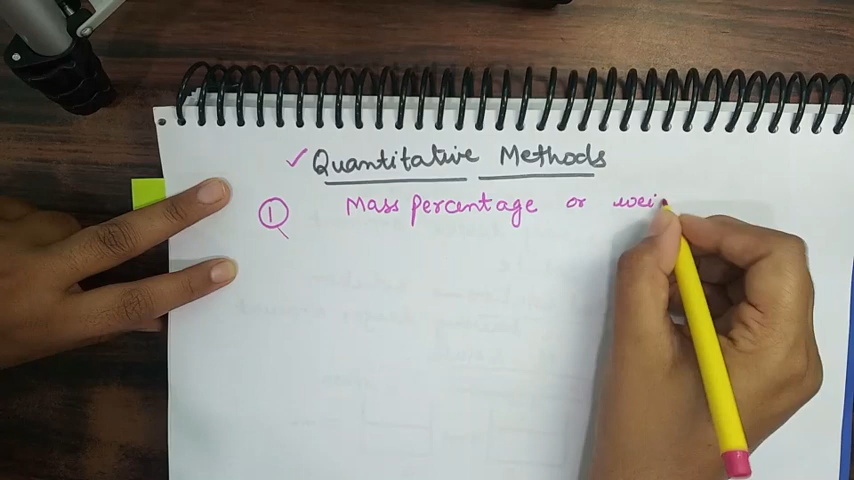 Quantitative Methods
① Mass percentage or wei